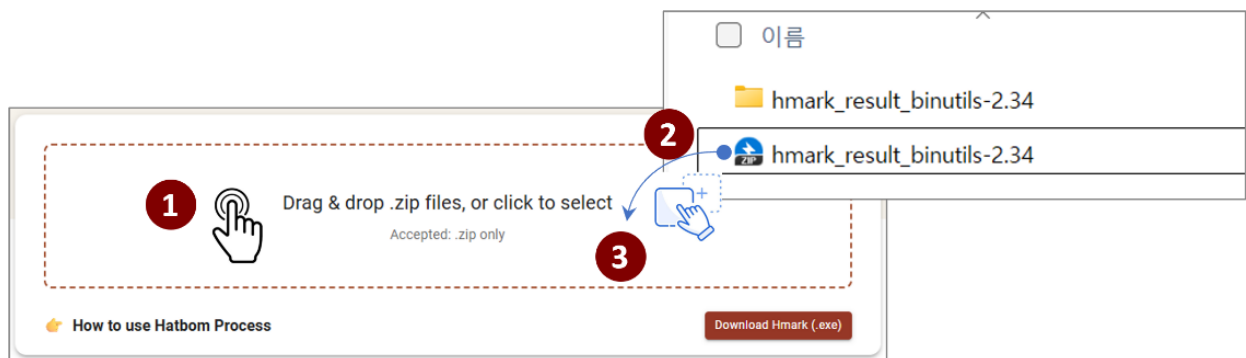 이름
hmark_result_binutils-2.34
2
ZIP
hmark_result_binutils-2.34
1
Drag & drop .zip files, or click to select
Accepted: .zip only
3
How to use Hatbom Process
Download Hmark (.exe)